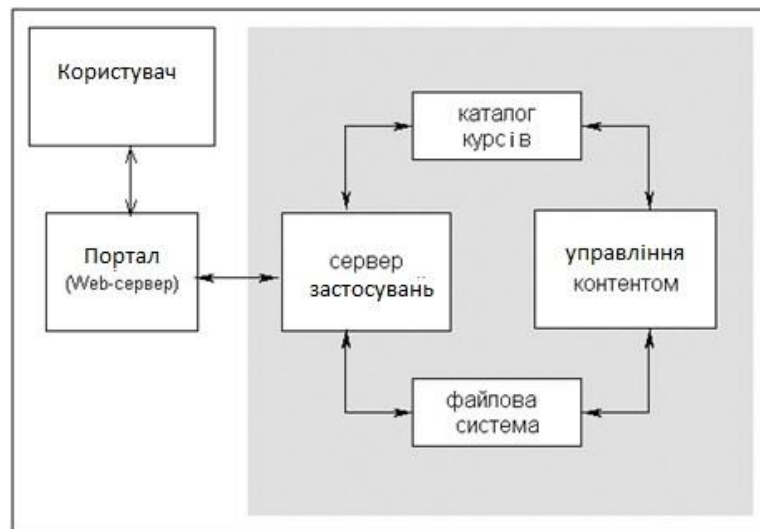 Користувач
каталог
курсів
Портал
(Web-сервер)
сервер
застосувань
управління
контентом
файлова
система